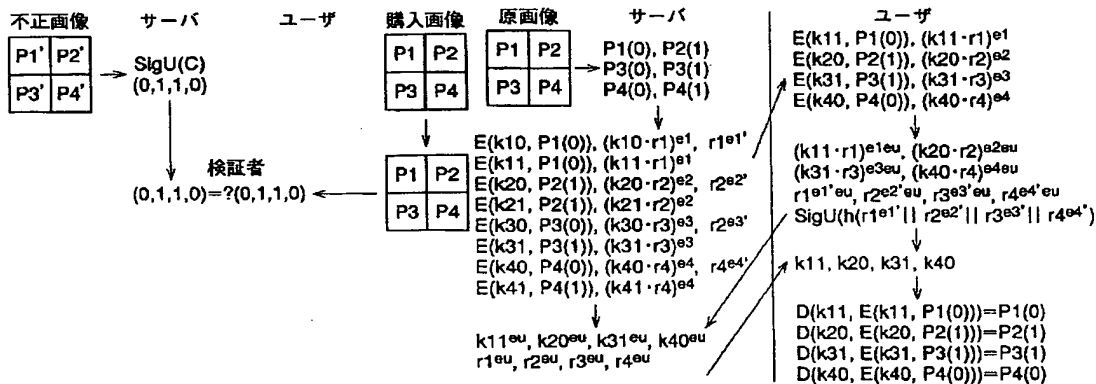 不正画像 サーバ ユーザ
P1' P2'
P3' P4'
SigU(C)
(0,1,1,0)
検証者
(0,1,1,0)=?(0,1,1,0)
購入画像
P1 P2
P3 P4
P1 P2
P3 P4
原画像 サーバ
P1 P2
P3 P4
P1(0), P2(1)
P3(0), P3(1)
P4(0), P4(1)
E(k10, P1(0)), (k10·r1)e1, r1e1'
E(k11, P1(0)), (k11·r1)e1
E(k20, P2(1)), (k20·r2)e2, r2e2'
E(k21, P2(1)), (k21·r2)e2
E(k30, P3(0)), (k30·r3)e3, r2e3'
E(k31, P3(1)), (k31·r3)e3
E(k40, P4(0)), (k40·r4)e4, r4e4'
E(k41, P4(1)), (k41·r4)e4
k11eu, k20eu, k31eu, k40eu
r1eu, r2eu, r3eu, r4eu
ユーザ
E(k11, P1(0)), (k11·r1)e1
E(k20, P2(1)), (k20·r2)e2
E(k31, P3(1)), (k31·r3)e3
E(k40, P4(0)), (k40·r4)e4
(k11·r1)e1eu, (k20·r2)e2eu
(k31·r3)e3eu, (k40·r4)e4eu
r1e1'eu, r2e2'eu, r3e3'eu, r4e4'eu
SigU(h(r1e1'|| r2e2'|| r3e3'|| r4e4')
k11, k20, k31, k40
D(k11, E(k11, P1(0)))=P1(0)
D(k20, E(k20, P2(1)))=P2(1)
D(k31, E(k31, P3(1)))=P3(1)
D(k40, E(k40, P4(0)))=P4(0)